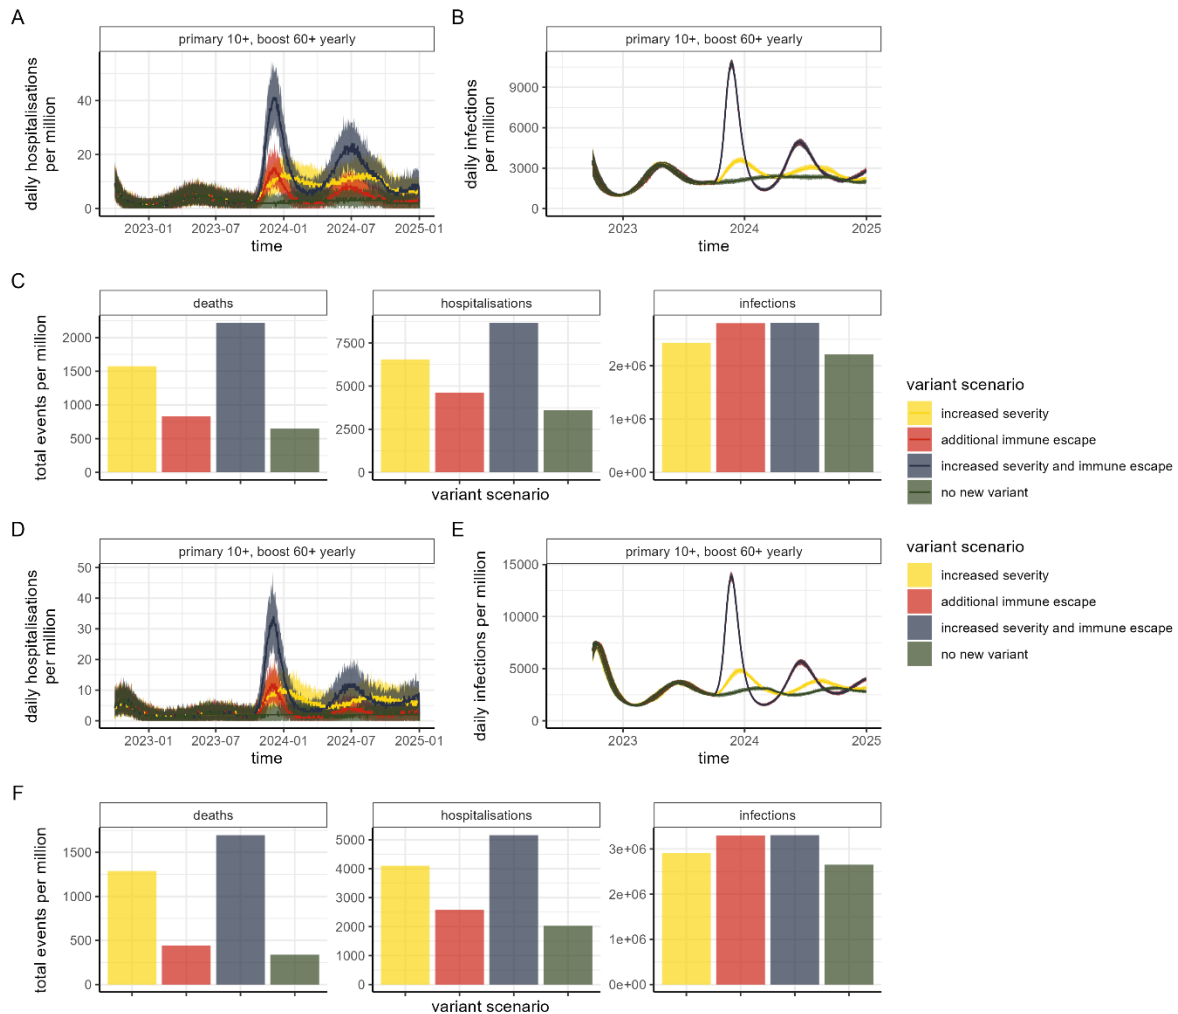 A
primary 10+, boost 60+ yearly
daily hospitalisations
per million
40
20
0
2023-01
2023-07
2024-01
2024-07
2025-01
time
B
primary 10+, boost 60+ yearly
daily infections
per million
9000
6000
3000
0
2023
2024
2025
time
C
total events per million
deaths
2000
1500
1000
500
0
hospitalisations
7500
5000
2500
0
infections
2e+06
1e+06
0e+00
variant scenario
variant scenario
increased severity
additional immune escape
increased severity and immune escape
no new variant
D
primary 10+, boost 60+ yearly
daily hospitalisations
per million
50
40
30
20
10
0
2023-01
2023-07
2024-01
2024-07
2025-01
time
E
primary 10+, boost 60+ yearly
daily infections per million
15000
10000
5000
0
2023
2024
2025
time
variant scenario
increased severity
additional immune escape
increased severity and immune escape
no new variant
F
total events per million
deaths
1500
1000
500
0
hospitalisations
5000
4000
3000
2000
1000
0
infections
3e+06
2e+06
1e+06
0e+00
variant scenario